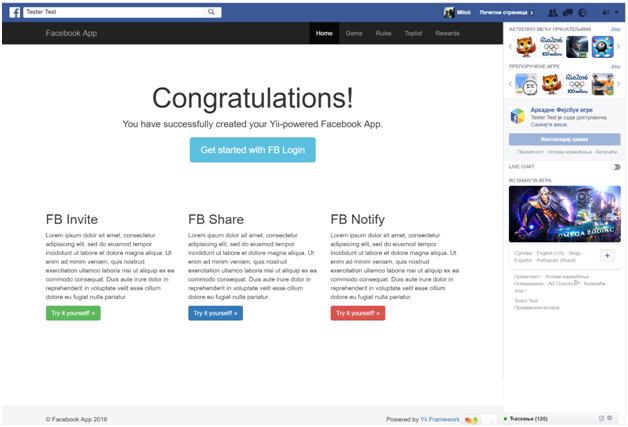 Tester Test
Miloš
Почетна страница 2
Facebook App
Home
Game
Rules
Toplist
Rewards
Congratulations!
You have successfully created your Yii-powered Facebook App.
Get started with FB Login
FB Invite
Lorem ipsum dolor sit amet, consectetur
adipisicing elit, sed do eiusmod tempor
incididunt ut labore et dolore magna aliqua. Ut
enim ad minim veniam, quis nostrud
exercitation ullamco laboris nisi ut aliquip ex ea
commodo consequat. Duis aute irure dolor in
reprehenderit in voluptate velit esse cillum
dolore eu fugiat nulla pariatur.
Try it yourself! »
FB Share
Lorem ipsum dolor sit amet, consectetur
adipisicing elit, sed do eiusmod tempor
incididunt ut labore et dolore magna aliqua. Ut
enim ad minim veniam, quis nostrud
exercitation ullamco laboris nisi ut aliquip ex ea
commodo consequat. Duis aute irure dolor in
reprehenderit in voluptate velit esse cillum
dolore eu fugiat nulla pariatur.
Try it yourself! »
FB Notify
Lorem ipsum dolor sit amet, consectetur
adipisicing elit, sed do eiusmod tempor
incididunt ut labore et dolore magna aliqua. Ut
enim ad minim veniam, quis nostrud
exercitation ullamco laboris nisi ut aliquip ex ea
commodo consequat. Duis aute irure dolor in
reprehenderit in voluptate velit esse cillum
dolore eu fugiat nulla pariatur.
Try it yourself! »
© Facebook App 2016
Powered by Yii Framework
АКТУЕЛНО МЕЂУ ПРИЈАТЕЉИМА
Још
ПРЕПОРУЧЕНЕ ИГРЕ
Још
Аркадне Фејсбук игре
Tester Test је сада доступан/на.
Сазнајте више.
Инсталирај одмах
Приватност · Услови коришћења · Колачићи
LIVE CHAT
ИСТАКНУТА ИГРА
OMEGA ZODIAC
Српски · English (US) · Shqip ·
Español · Português (Brasil)
Приватност · Услови коришћења ·
Оглашавање · Ad Choices · Колачићи ·
Још
Tester Test
Пријави/контактирај
Ћаскање (120)